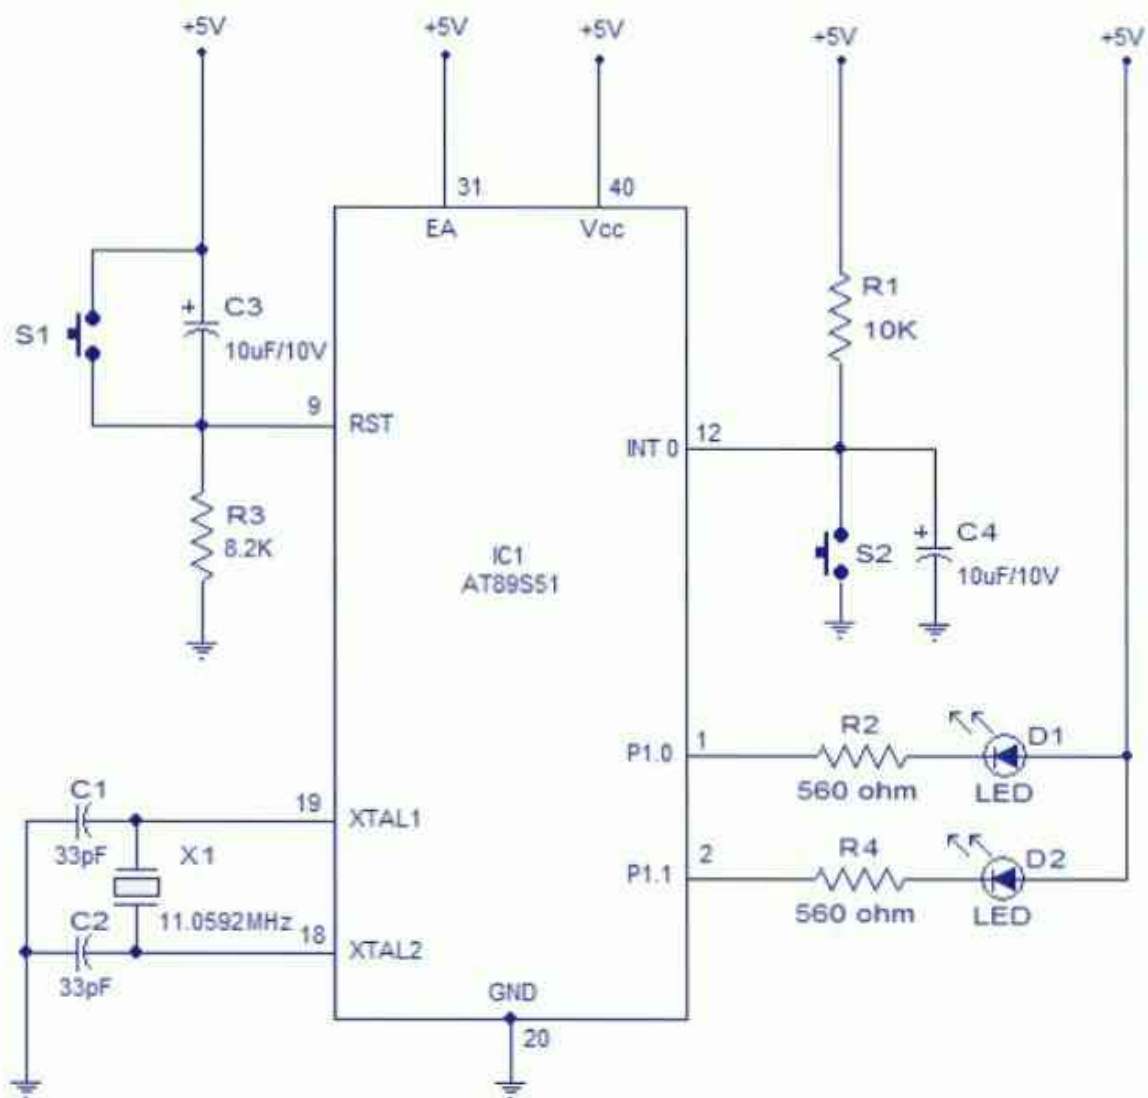 +5V
+5V
+5V
+5V
+5V
31
40
EA
Vcc
S1
+
C3
10uF/10V
R1
10K
9
RST
INT 0
12
R3
8.2K
IC1
AT89S51
S2
+
C4
10uF/10V
P1.0
1
R2
560 ohm
D1
LED
P1.1
2
R4
560 ohm
D2
LED
C1
33pF
19
XTAL1
X1
11.0592MHz
C2
33pF
18
XTAL2
GND
20